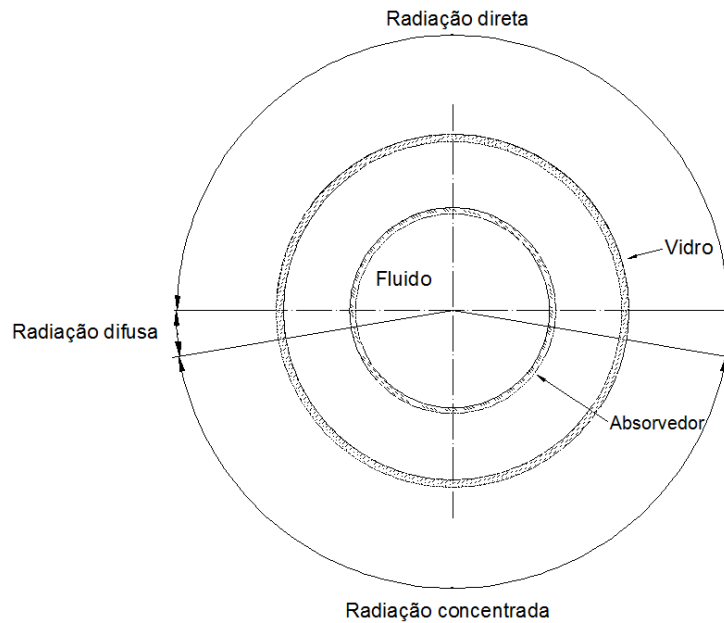 Radiação direta
Vidro
Fluido
Radiação difusa
Absorvedor
Radiação concentrada